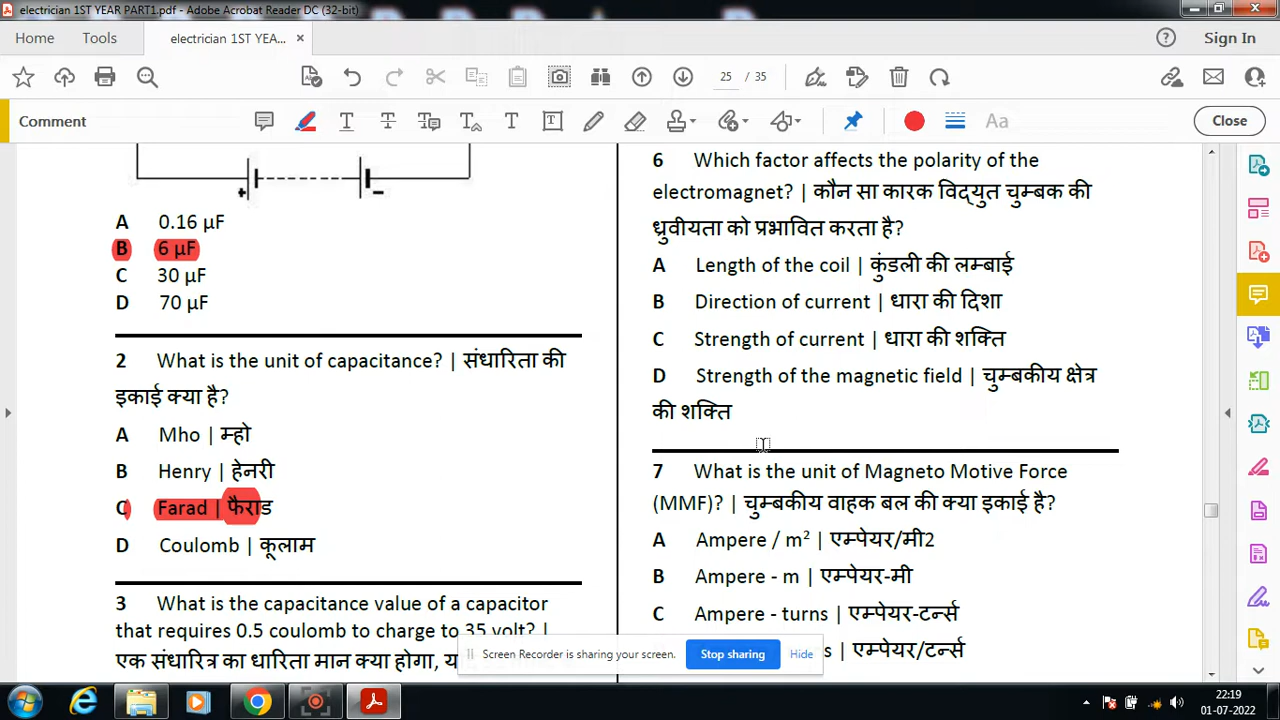 electrician 1ST YEAR PART1.pdf - Adobe Acrobat Reader DC (32-bit)
Home Tools electrician 1ST YEA... × Sign In
25 / 35
Comment Aa Close
+ −
A 0.16 µF
B 6 µF
C 30 µF
D 70 µF
2 What is the unit of capacitance? | संधारिता की
इकाई क्या है?
A Mho | म्हो
B Henry | हेनरी
C Farad | फैराड
D Coulomb | कूलाम
3 What is the capacitance value of a capacitor
that requires 0.5 coulomb to charge to 35 volt? |
एक संधारित्र का धारिता मान क्या होगा,
6 Which factor affects the polarity of the
electromagnet? | कौन सा कारक विद्युत चुम्बक की
ध्रुवीयता को प्रभावित करता है?
A Length of the coil | कुंडली की लम्बाई
B Direction of current | धारा की दिशा
C Strength of current | धारा की शक्ति
D Strength of the magnetic field | चुम्बकीय क्षेत्र
की शक्ति
7 What is the unit of Magneto Motive Force
(MMF)? | चुम्बकीय वाहक बल की क्या इकाई है?
A Ampere / m² | एम्पेयर/मी2
B Ampere - m | एम्पेयर-मी
C Ampere - turns | एम्पेयर-टर्न्स
s | एम्पेयर/टर्न्स
Screen Recorder is sharing your screen. Stop sharing Hide
22:19
01-07-2022